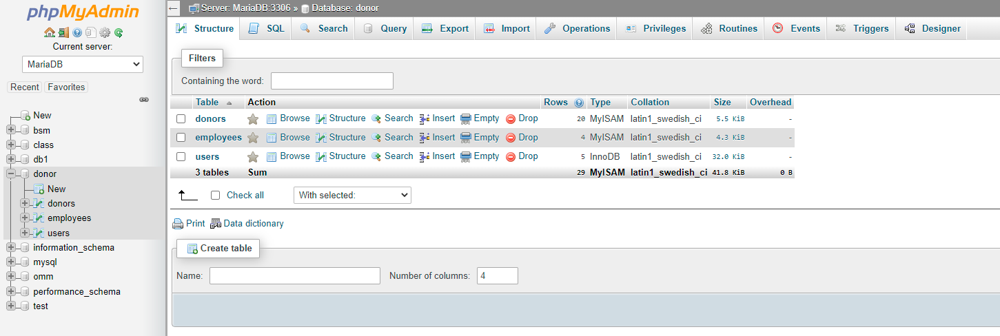 phpMyAdmin
Current server:
MariaDB
Recent Favorites
New
bsm
class
db1
donor
New
donors
employees
users
information_schema
mysql
omm
performance_schema
test
Server: MariaDB:3306 » Database: donor
Structure SQL Search Query Export Import Operations Privileges Routines Events Triggers Designer
Filters
Containing the word:
Table Action Rows Type Collation Size Overhead
donors Browse Structure Search Insert Empty Drop 20 MyISAM latin1_swedish_ci 5.5 KiB -
employees Browse Structure Search Insert Empty Drop 4 MyISAM latin1_swedish_ci 4.3 KiB -
users Browse Structure Search Insert Empty Drop 5 InnoDB latin1_swedish_ci 32.0 KiB -
3 tables Sum 29 MyISAM latin1_swedish_ci 41.8 KiB 0 B
Check all With selected:
Print Data dictionary
Create table
Name: Number of columns: 4